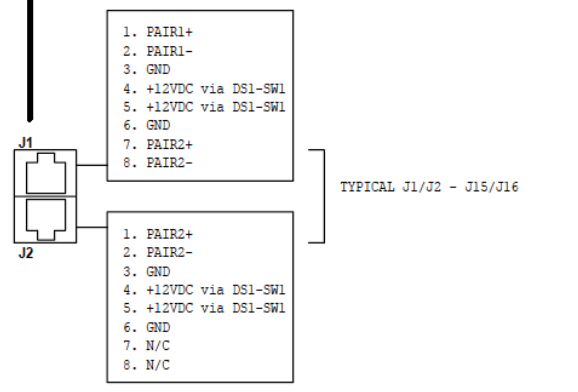 1. PAIR1+
2. PAIR1-
3. GND
4. +12VDC via DS1-SW1
5. +12VDC via DS1-SW1
6. GND
7. PAIR2+
8. PAIR2-
J1
TYPICAL J1/J2 - J15/J16
J2
1. PAIR2+
2. PAIR2-
3. GND
4. +12VDC via DS1-SW1
5. +12VDC via DS1-SW1
6. GND
7. N/C
8. N/C